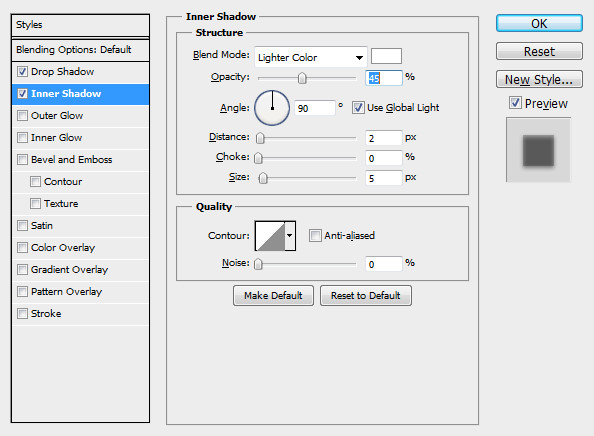 Styles
Blending Options: Default
Drop Shadow
Inner Shadow
Outer Glow
Inner Glow
Bevel and Emboss
Contour
Texture
Satin
Color Overlay
Gradient Overlay
Pattern Overlay
Stroke
Inner Shadow
Structure
Blend Mode: Lighter Color
Opacity: 45 %
Angle: 90 ° Use Global Light
Distance: 2 px
Choke: 0 %
Size: 5 px
Quality
Contour: Anti-aliased
Noise: 0 %
Make Default Reset to Default
OK
Reset
New Style...
Preview